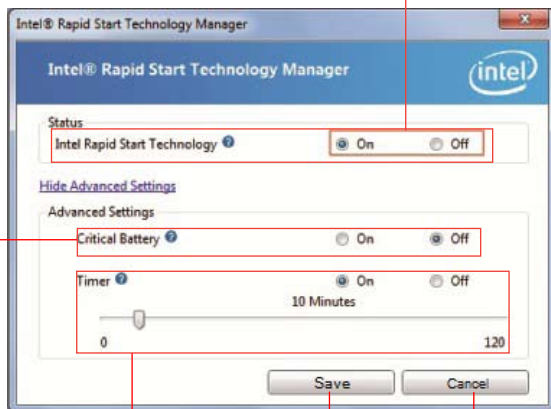 Intel® Rapid Start Technology Manager
Intel® Rapid Start Technology Manager
intel
Status
Intel Rapid Start Technology ? On Off
Hide Advanced Settings
Advanced Settings
Critical Battery ? On Off
Timer ? On Off
10 Minutes
0 120
Save Cancel